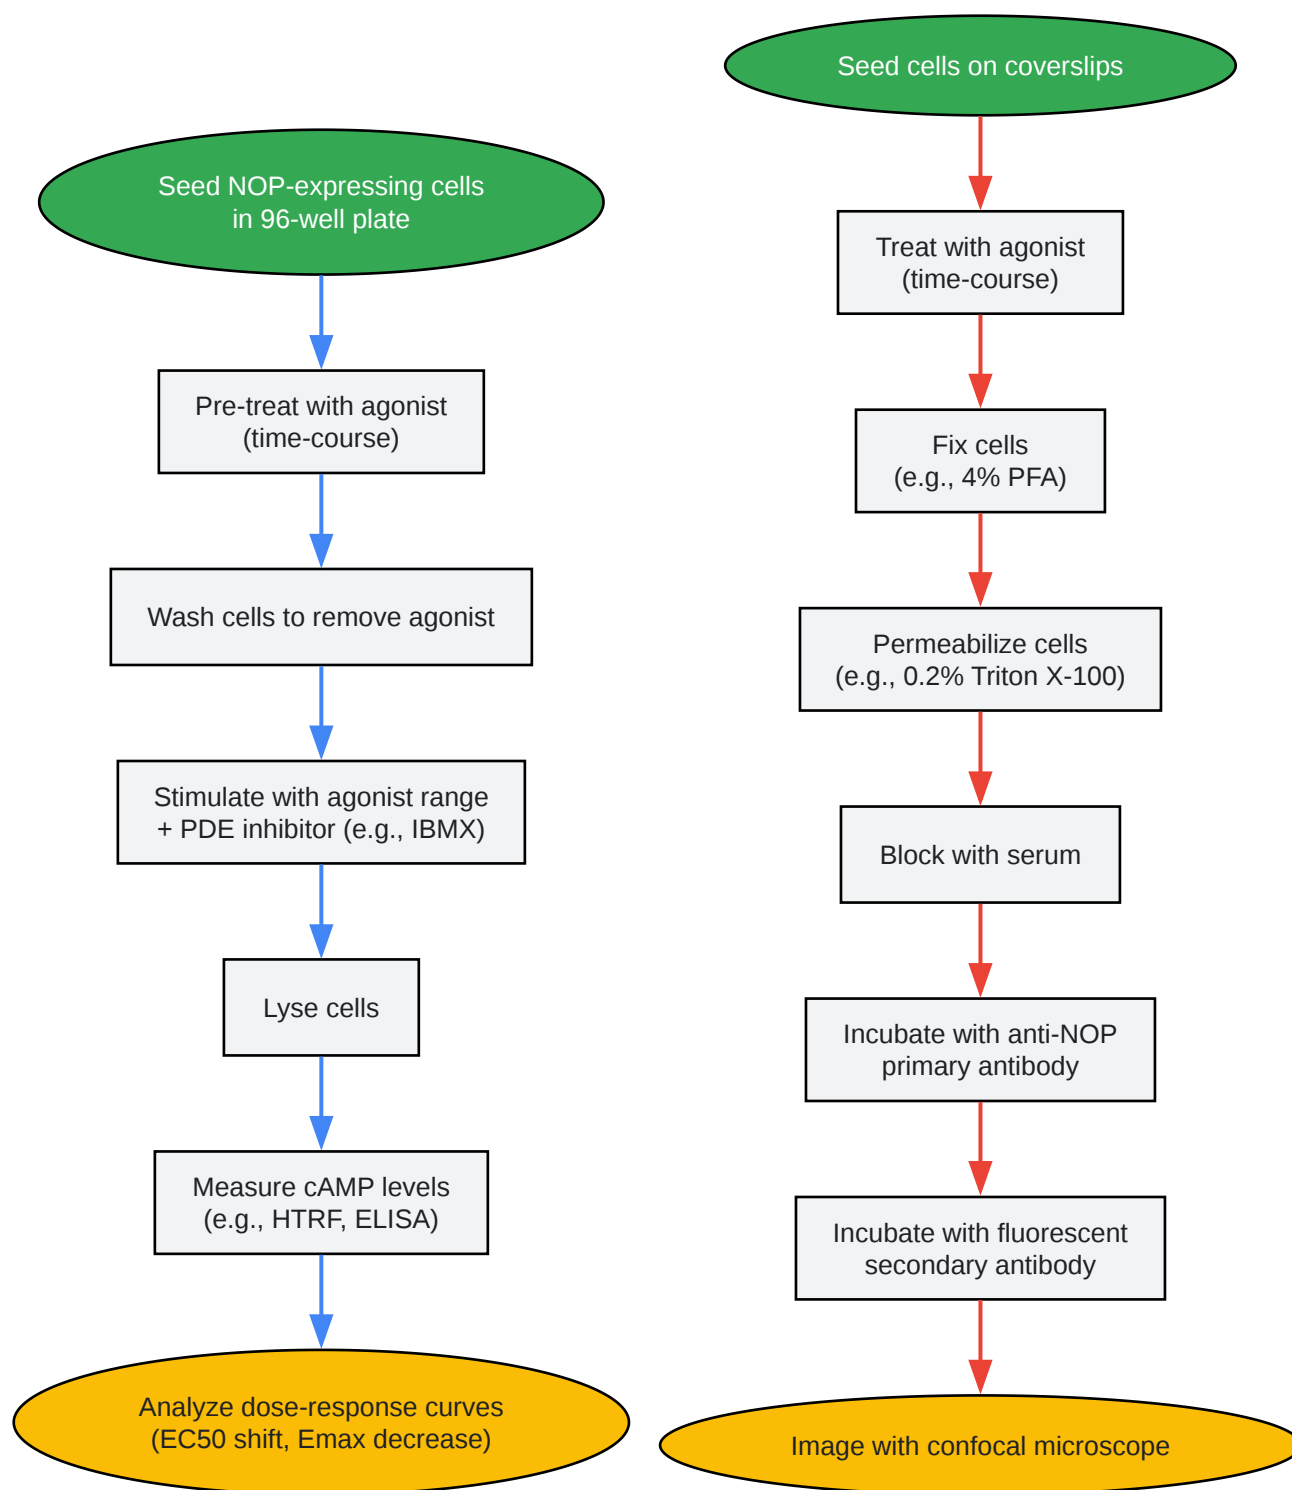 Seed NOP-expressing cells
in 96-well plate
Pre-treat with agonist
(time-course)
Wash cells to remove agonist
Stimulate with agonist range
+ PDE inhibitor (e.g., IBMX)
Lyse cells
Measure cAMP levels
(e.g., HTRF, ELISA)
Analyze dose-response curves
(EC50 shift, Emax decrease)
Seed cells on coverslips
Treat with agonist
(time-course)
Fix cells
(e.g., 4% PFA)
Permeabilize cells
(e.g., 0.2% Triton X-100)
Block with serum
Incubate with anti-NOP
primary antibody
Incubate with fluorescent
secondary antibody
Image with confocal microscope